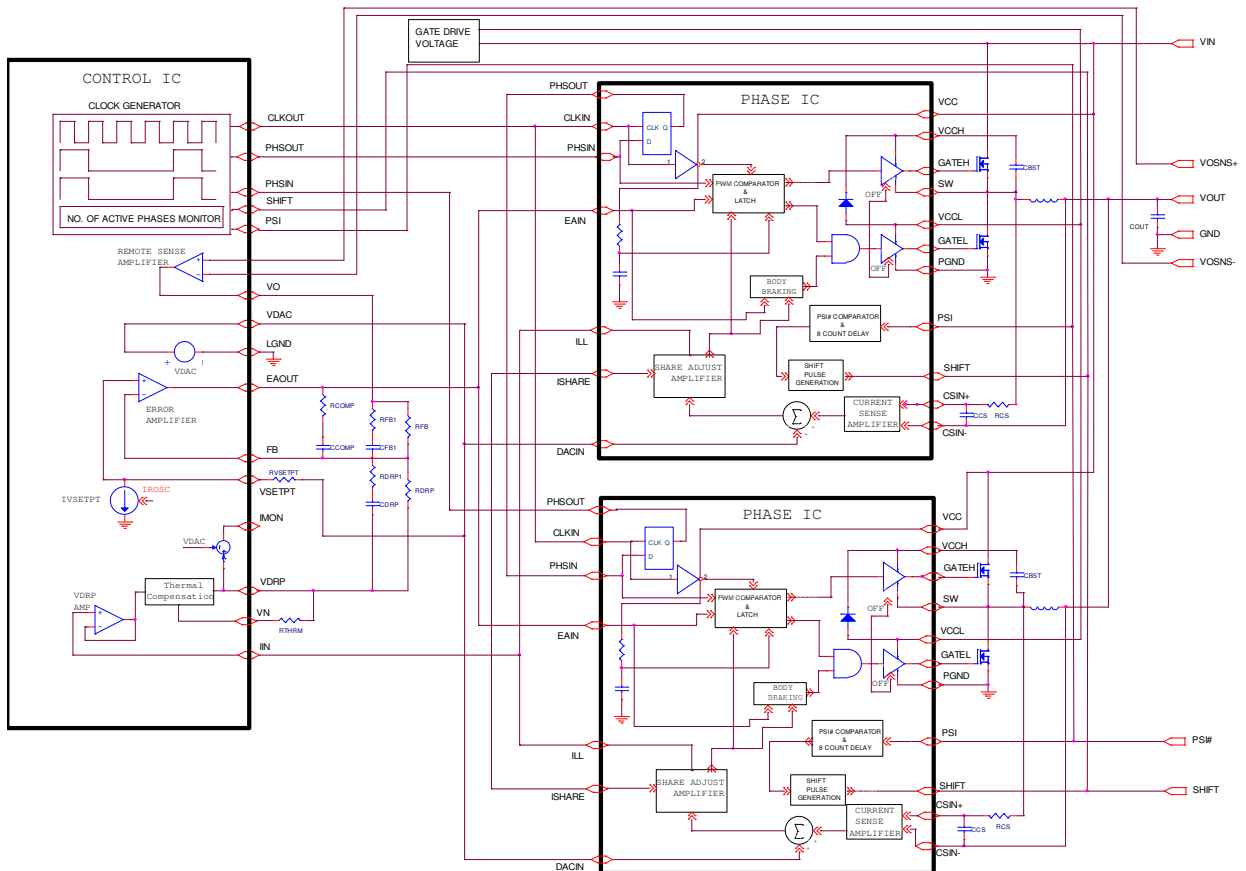 GATE DRIVE
VOLTAGE
VIN
CONTROL IC
CLOCK GENERATOR
CLKOUT
PHSOUT
PHSIN
SHIFT
NO. OF ACTIVE PHASES MONITOR
PSI
REMOTE SENSE
AMPLIFIER
+
-
VO
VDAC
LGND
+
VDAC
EAOUT
+
-
ERROR
AMPLIFIER
RCOMP
RFB1
RFB
CCOMP
CFB1
FB
RVSETPT
RDRP1
RDRP
VSETPT
CDRP
IROSC
IVSETPT
IMON
VDAC
Thermal
Compensation
VDRP
VDRP
AMP
+
-
VN
RTHRM
IIN
PHASE IC
PHSOUT
CLKIN
PHSIN
CLK Q
D
1
2
PWM COMPARATOR
&
LATCH
EAIN
VCC
VCCH
GATEH
CBST
SW
OFF
VCCL
GATEL
OFF
PGND
BODY
BRAKING
PSI# COMPARATOR
&
8 COUNT DELAY
PSI
ILL
SHARE ADJUST
AMPLIFIER
ISHARE
SHIFT
PULSE
GENERATION
SHIFT
CURRENT
SENSE
AMPLIFIER
Σ
+
+
CSIN+
CCS
RCS
CSIN-
DACIN
VOSNS+
VOUT
COUT
GND
VOSNS-
PHASE IC
PHSOUT
CLKIN
PHSIN
CLK Q
D
1
2
PWM COMPARATOR
&
LATCH
EAIN
VCC
VCCH
GATEH
CBST
SW
OFF
VCCL
GATEL
OFF
PGND
BODY
BRAKING
PSI# COMPARATOR
&
8 COUNT DELAY
PSI
PSI#
ILL
SHARE ADJUST
AMPLIFIER
ISHARE
SHIFT
PULSE
GENERATION
SHIFT
SHIFT
CURRENT
SENSE
AMPLIFIER
Σ
+
+
CSIN+
CCS
RCS
CSIN-
DACIN